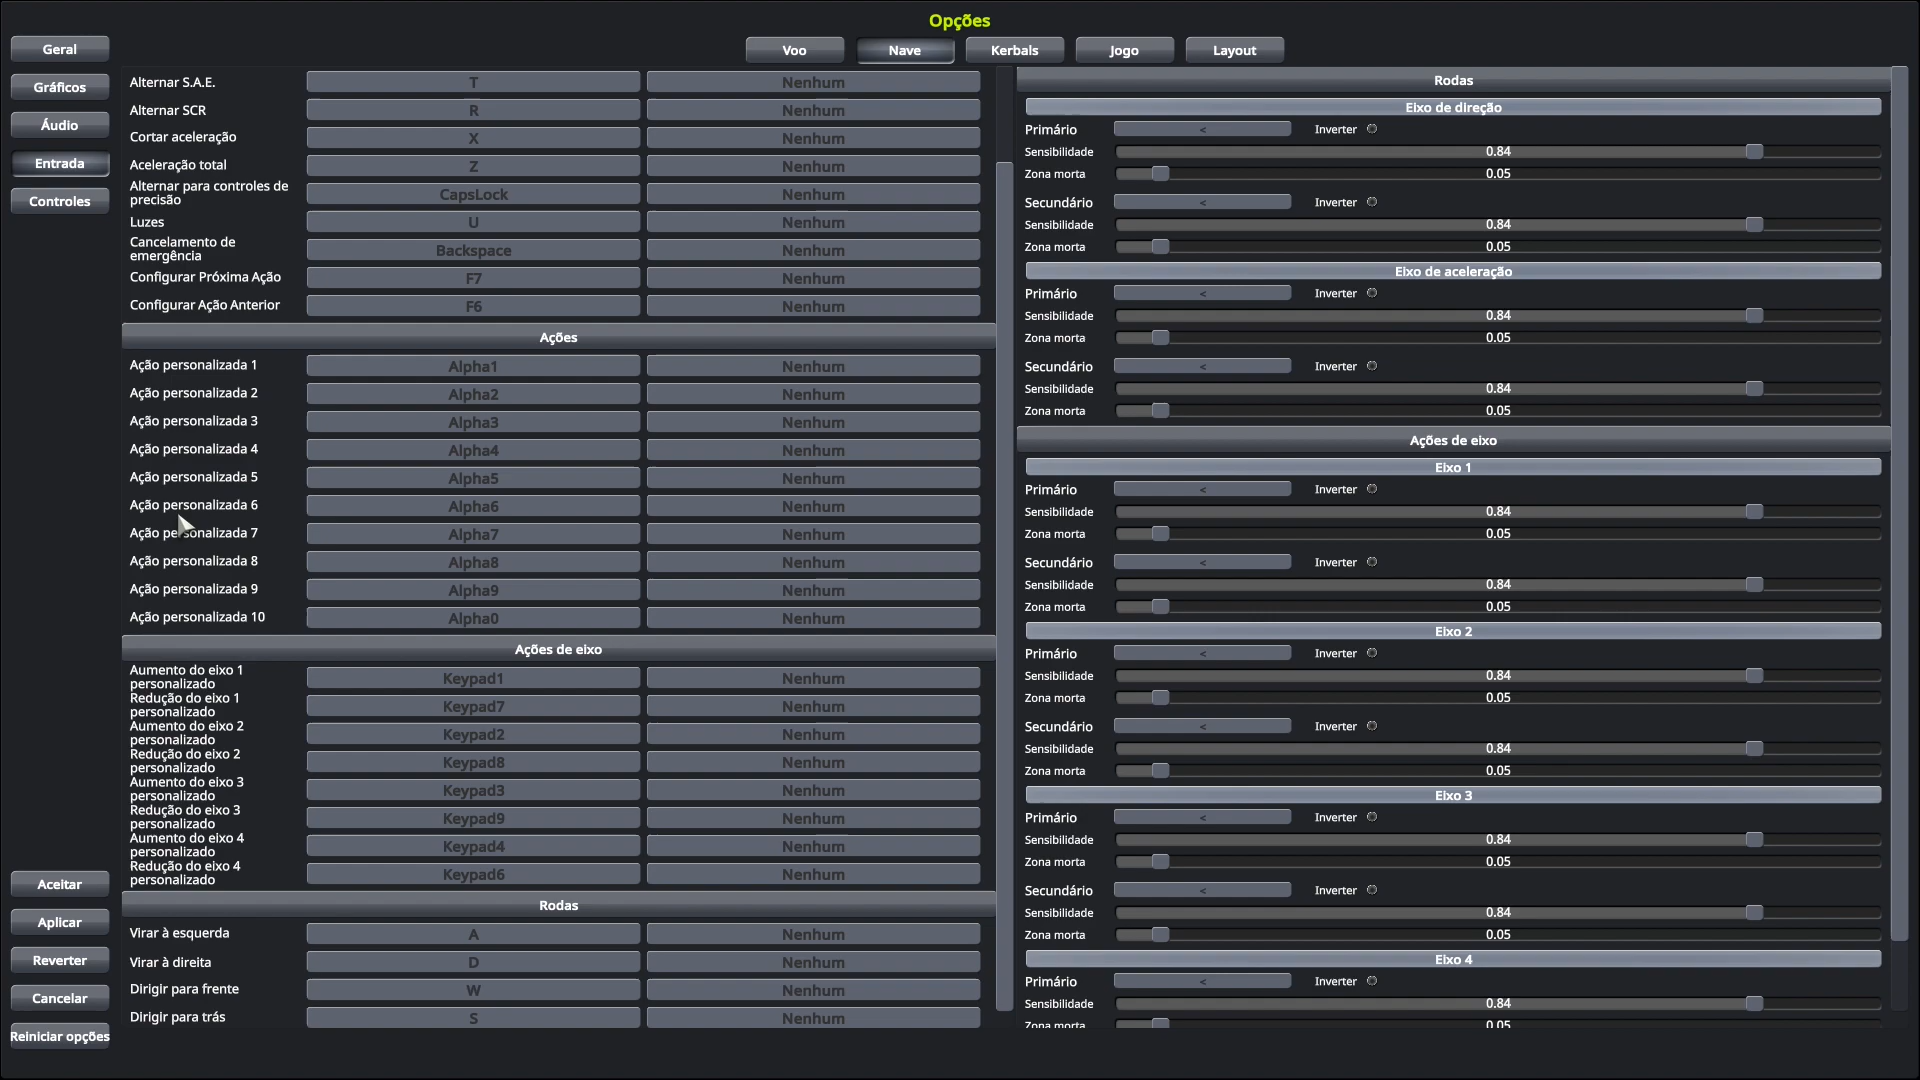 Opções
Geral
Gráficos
Áudio
Entrada
Controles
Voo
Nave
Kerbals
Jogo
Layout
Alternar S.A.E. T Nenhum
Alternar SCR R Nenhum
Cortar aceleração X Nenhum
Aceleração total Z Nenhum
Alternar para controles de
precisão CapsLock Nenhum
Luzes U Nenhum
Cancelamento de
emergência Backspace Nenhum
Configurar Próxima Ação F7 Nenhum
Configurar Ação Anterior F6 Nenhum
Ações
Ação personalizada 1 Alpha1 Nenhum
Ação personalizada 2 Alpha2 Nenhum
Ação personalizada 3 Alpha3 Nenhum
Ação personalizada 4 Alpha4 Nenhum
Ação personalizada 5 Alpha5 Nenhum
Ação personalizada 6 Alpha6 Nenhum
Ação personalizada 7 Alpha7 Nenhum
Ação personalizada 8 Alpha8 Nenhum
Ação personalizada 9 Alpha9 Nenhum
Ação personalizada 10 Alpha0 Nenhum
Ações de eixo
Aumento do eixo 1
personalizado Keypad1 Nenhum
Redução do eixo 1
personalizado Keypad7 Nenhum
Aumento do eixo 2
personalizado Keypad2 Nenhum
Redução do eixo 2
personalizado Keypad8 Nenhum
Aumento do eixo 3
personalizado Keypad3 Nenhum
Redução do eixo 3
personalizado Keypad9 Nenhum
Aumento do eixo 4
personalizado Keypad4 Nenhum
Redução do eixo 4
personalizado Keypad6 Nenhum
Rodas
Virar à esquerda A Nenhum
Virar à direita D Nenhum
Dirigir para frente W Nenhum
Dirigir para trás S Nenhum
Rodas
Eixo de direção
Primário < Inverter
Sensibilidade 0.84
Zona morta 0.05
Secundário < Inverter
Sensibilidade 0.84
Zona morta 0.05
Eixo de aceleração
Primário < Inverter
Sensibilidade 0.84
Zona morta 0.05
Secundário < Inverter
Sensibilidade 0.84
Zona morta 0.05
Ações de eixo
Eixo 1
Primário < Inverter
Sensibilidade 0.84
Zona morta 0.05
Secundário < Inverter
Sensibilidade 0.84
Zona morta 0.05
Eixo 2
Primário < Inverter
Sensibilidade 0.84
Zona morta 0.05
Secundário < Inverter
Sensibilidade 0.84
Zona morta 0.05
Eixo 3
Primário < Inverter
Sensibilidade 0.84
Zona morta 0.05
Secundário < Inverter
Sensibilidade 0.84
Zona morta 0.05
Eixo 4
Primário < Inverter
Sensibilidade 0.84
Zona morta 0.05
Aceitar
Aplicar
Reverter
Cancelar
Reiniciar opções